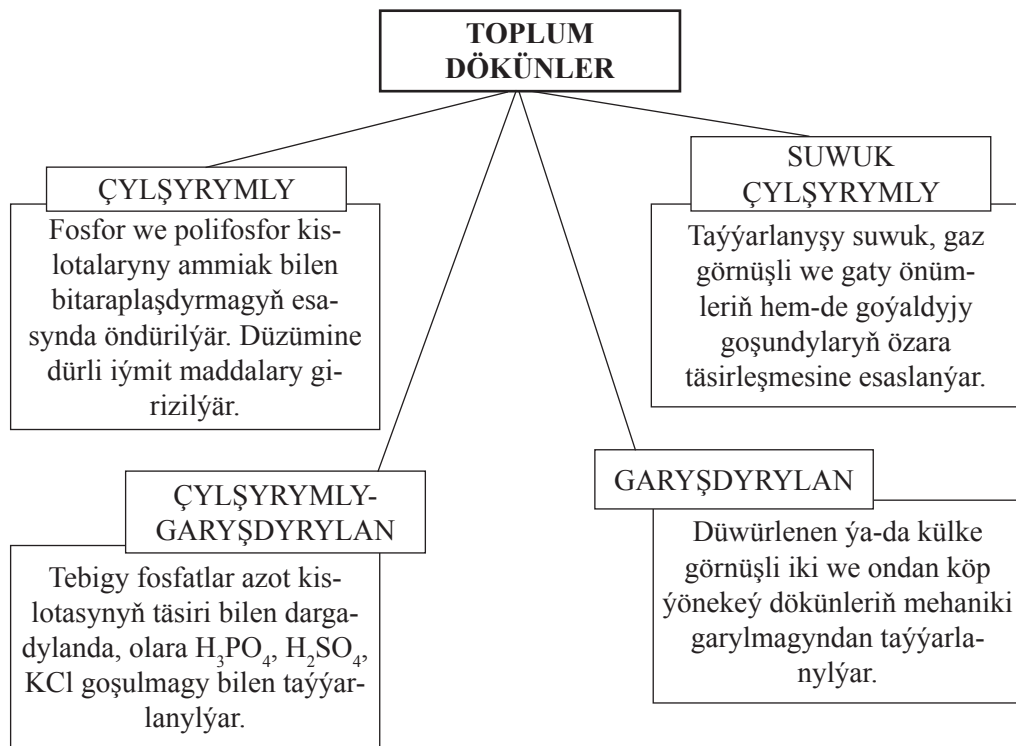 TOPLUM
DÖKÜNLER
ÇYLŞYRYMLY
Fosfor we polifosfor kis-
lotalaryny ammiak bilen
bitaraplaşdyrmagyň esa-
synda öndürilýär. Düzümine
dürli iýmit maddalary gi-
rizilýär.
SUWUK
ÇYLŞYRYMLY
Taýýarlanyşy suwuk, gaz
görnüşli we gaty önüm-
leriň hem-de goýaldyjy
goşundylaryň özara
täsirleşmesine esaslanýar.
ÇYLŞYRYMLY-
GARYŞDYRYLAN
Tebigy fosfatlar azot kis-
lotasynyň täsiri bilen darga-
dylanda, olara H₃PO₄, H₂SO₄,
KCl goşulmagy bilen taýýar-
lanylýar.
GARYŞDYRYLAN
Düwürlenen ýa-da külke
görnüşli iki we ondan köp
ýönekeý dökünleriň mehaniki
garylmagyndan taýýarla-
nylýar.